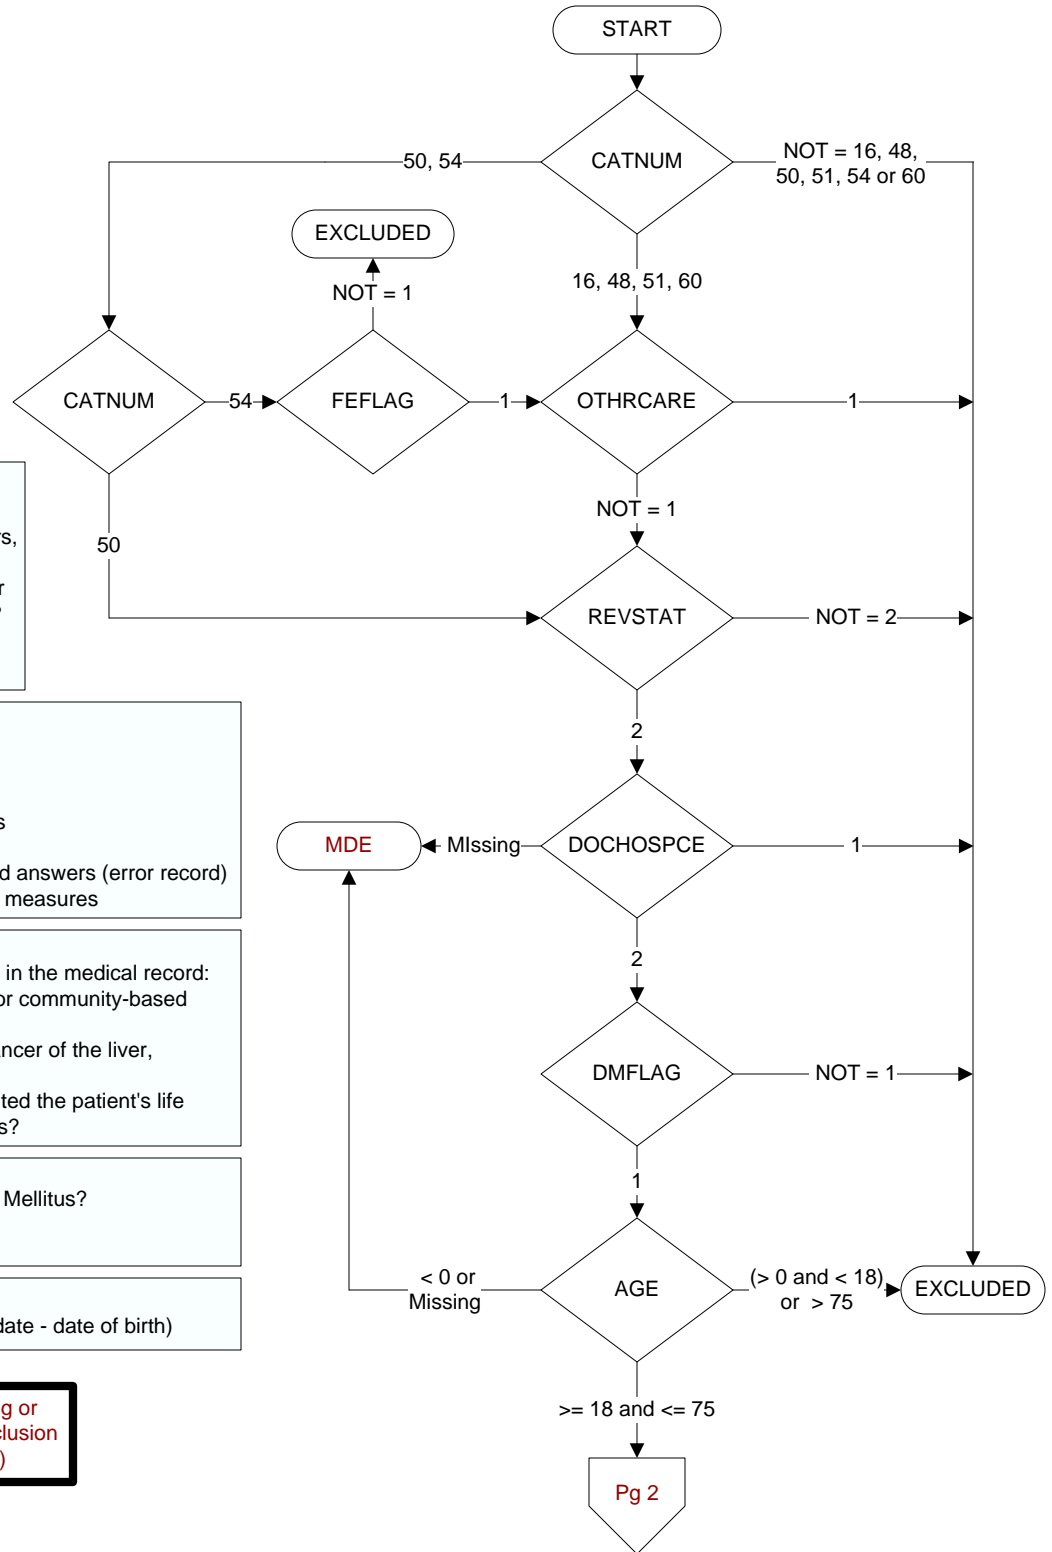 START
CATNUM
50, 54
NOT = 16, 48,
50, 51, 54 or 60
EXCLUDED
NOT = 1
16, 48, 51, 60
CATNUM
54
FEFLAG
1
OTHRCARE
1
NOT = 1
50
REVSTAT
NOT = 2
2
MDE
MIssing
DOCHOSPCE
1
2
DMFLAG
NOT = 1
1
< 0 or
Missing
AGE
(> 0 and < 18)
or > 75
EXCLUDED
>= 18 and <= 75
Pg 2
answers (error record)
measures
in the medical record:
or community-based
of the liver,
the patient's life
Mellitus?
date - date of birth)
or
)